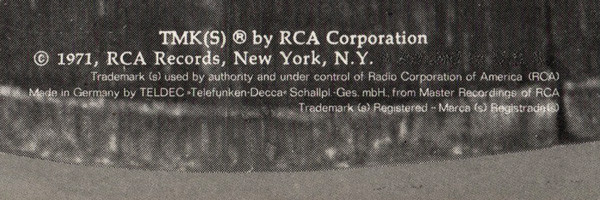 TMK(S) ® by RCA Corporation
© 1971, RCA Records, New York, N.Y.
Trademark (s) used by authority and under control of Radio Corporation of America (RCA)
Made in Germany by TELDEC »Telefunken-Decca« Schallpl.-Ges. mbH., from Master Recordings of RCA
Trademark (s) Registered - Marca (s) Registrada(s)